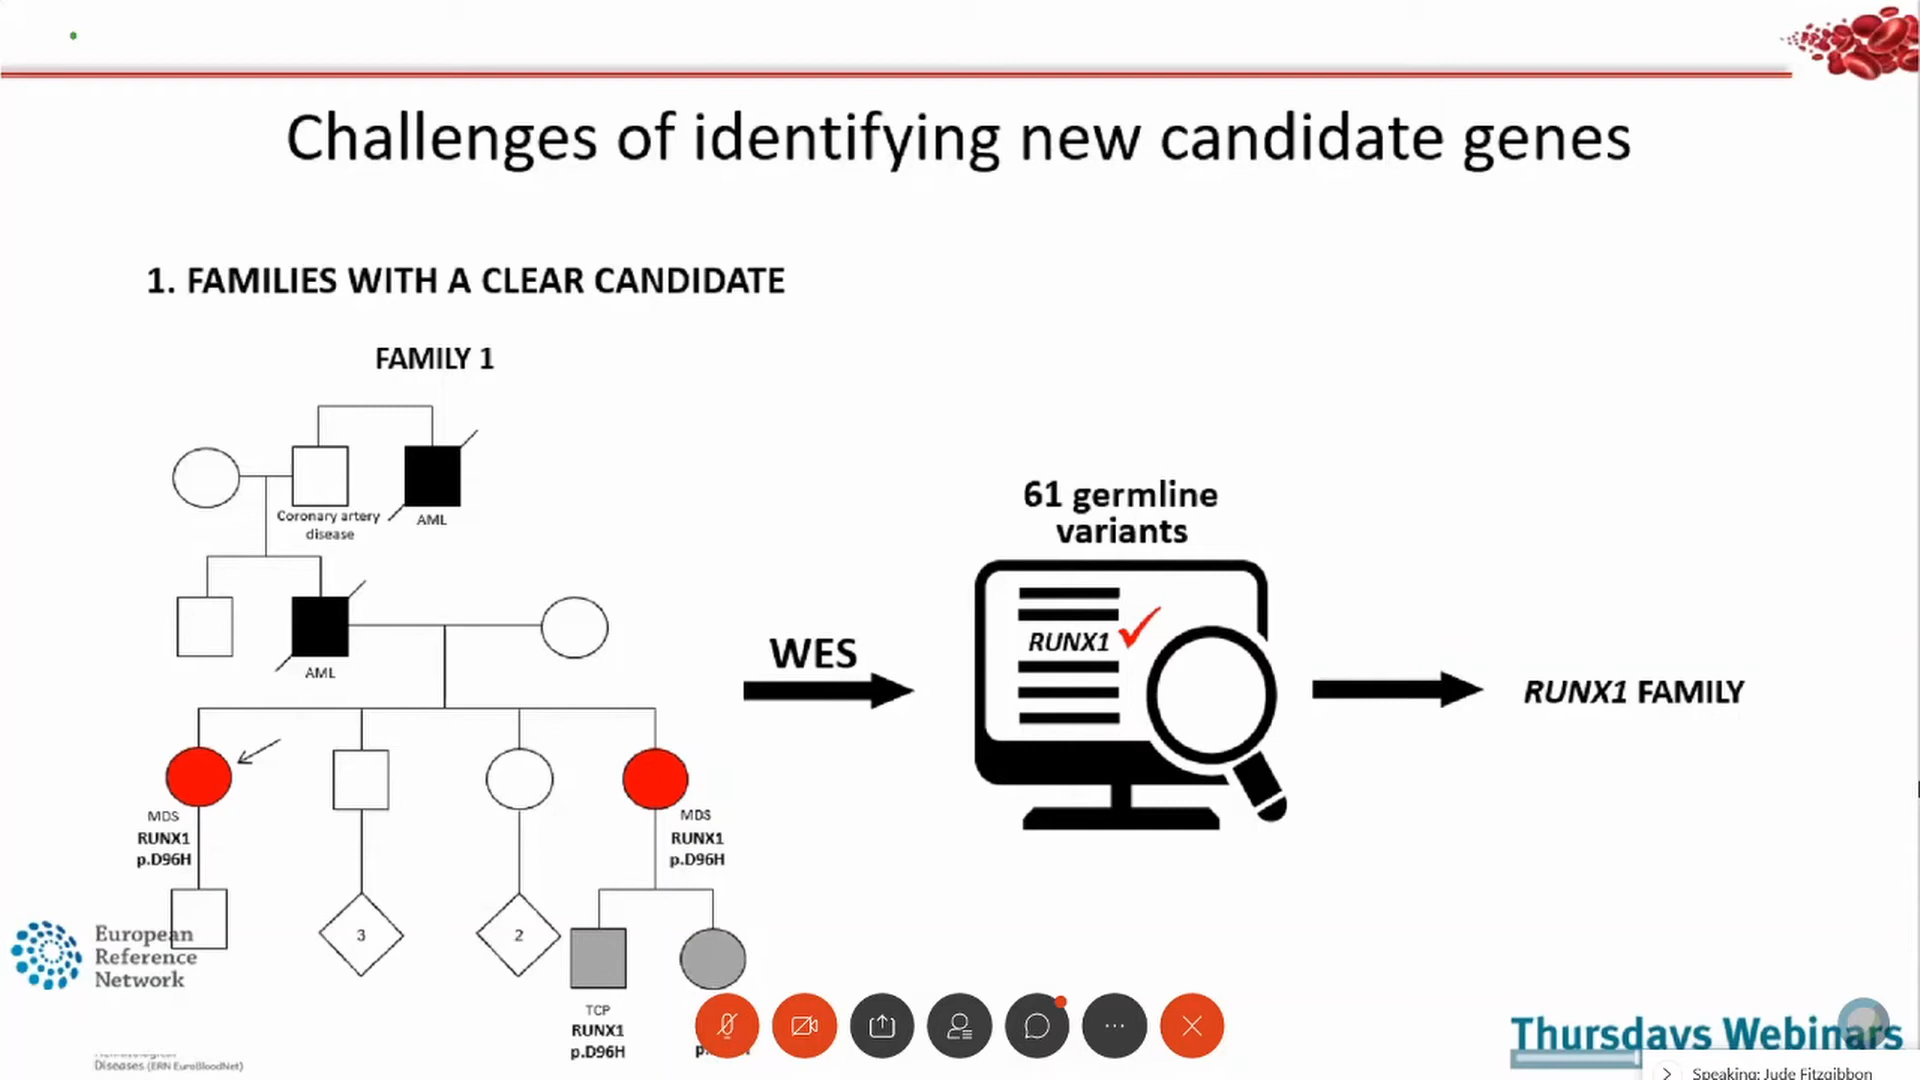 Challenges of identifying new candidate genes
1. FAMILIES WITH A CLEAR CANDIDATE
FAMILY 1
Coronary artery
disease
AML
AML
MDS
RUNX1
p.D96H
MDS
RUNX1
p.D96H
3
2
TCP
RUNX1
p.D96H
WES
61 germline
variants
RUNX1
RUNX1 FAMILY
European
Reference
Network
Diseases (ERN EuroBloodNet)
Thursdays Webinars
Speaking: Jude Fitzgibbon